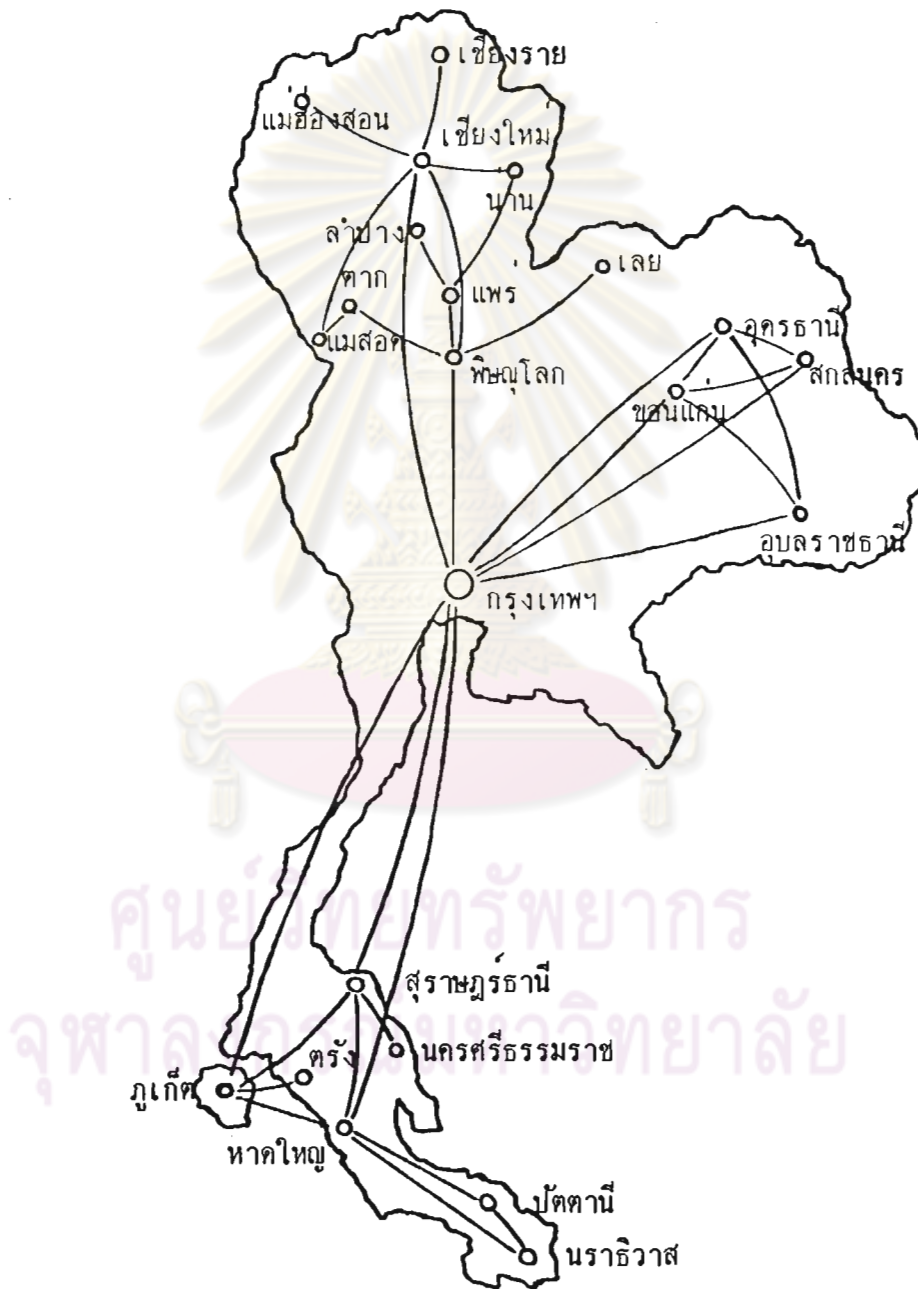 เชียงราย
แม่ฮ่องสอน
เชียงใหม่
น่าน
ลำปาง
ตาก
แพร่
เลย
แม่สอด
พิษณุโลก
อุดรธานี
สกลนคร
ขอนแก่น
อุบลราชธานี
กรุงเทพฯ
ศูนย์วิทยทรัพยากร
จุฬาลงกรณ์มหาวิทยาลัย
สุราษฎร์ธานี
นครศรีธรรมราช
ตรัง
ภูเก็ต
หาดใหญ่
ปัตตานี
นราธิวาส